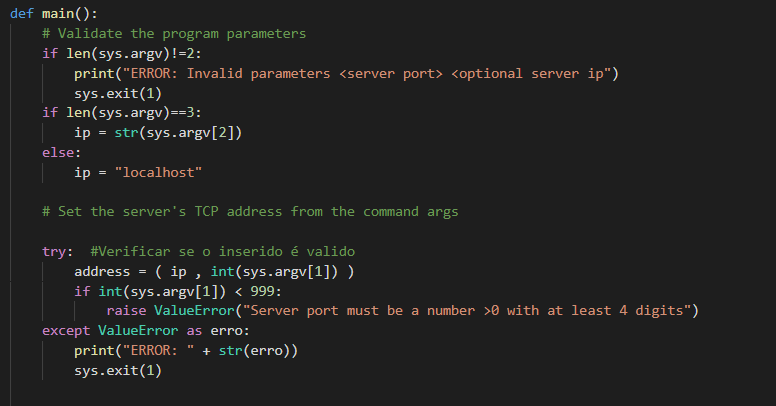 def main():
    # Validate the program parameters
    if len(sys.argv)!=2:
        print("ERROR: Invalid parameters <server port> <optional server ip")
        sys.exit(1)
    if len(sys.argv)==3:
        ip = str(sys.argv[2])
    else:
        ip = "localhost"
    # Set the server's TCP address from the command args
    try:  #Verificar se o inserido é valido
        address = ( ip , int(sys.argv[1]) )
        if int(sys.argv[1]) < 999:
            raise ValueError("Server port must be a number >0 with at least 4 digits")
    except ValueError as erro:
        print("ERROR: " + str(erro))
        sys.exit(1)